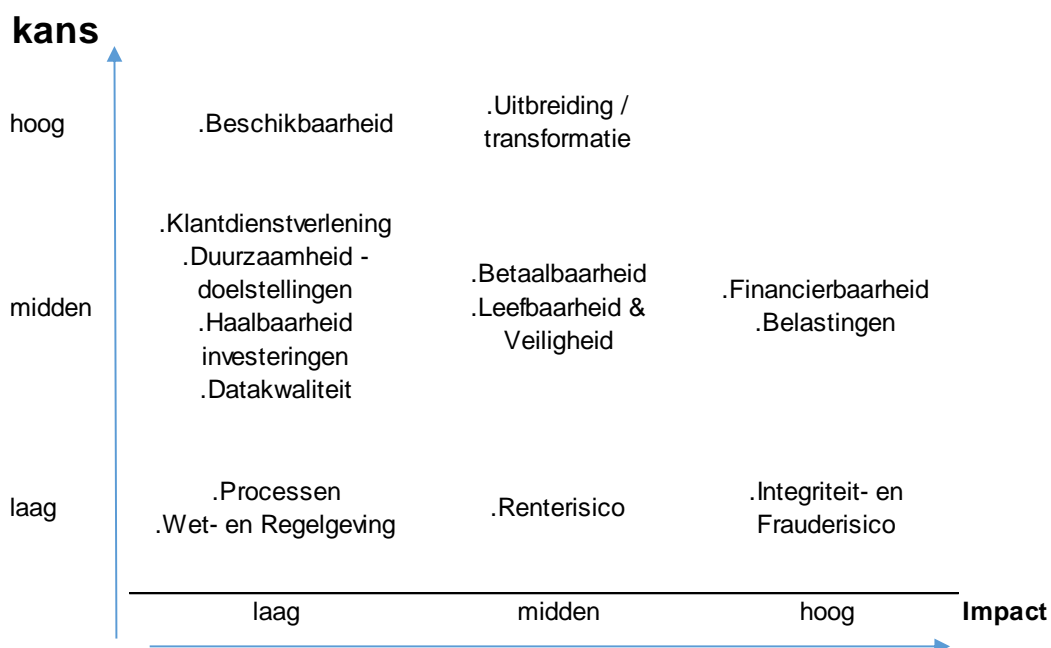 kans
hoog
.Beschikbaarheid
.Uitbreiding /
transformatie
midden
.Klantdienstverlening
.Duurzaamheid -
doelstellingen
.Haalbaarheid
investeringen
.Datakwaliteit
.Betaalbaarheid
.Leefbaarheid &
Veiligheid
.Financierbaarheid
.Belastingen
laag
.Processen
.Wet- en Regelgeving
.Renterisico
.Integriteit- en
Frauderisico
laag
midden
hoog
Impact